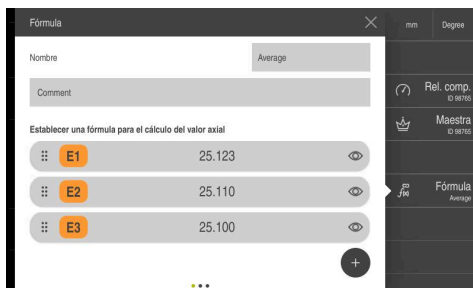 Fórmula
mm Degree
Nombre
Average
Comment
Establecer una fórmula para el cálculo del valor axial
E1 25.123
E2 25.110
E3 25.100
+
Rel. comp.
ID 98765
Maestra
ID 98765
Fórmula
Average